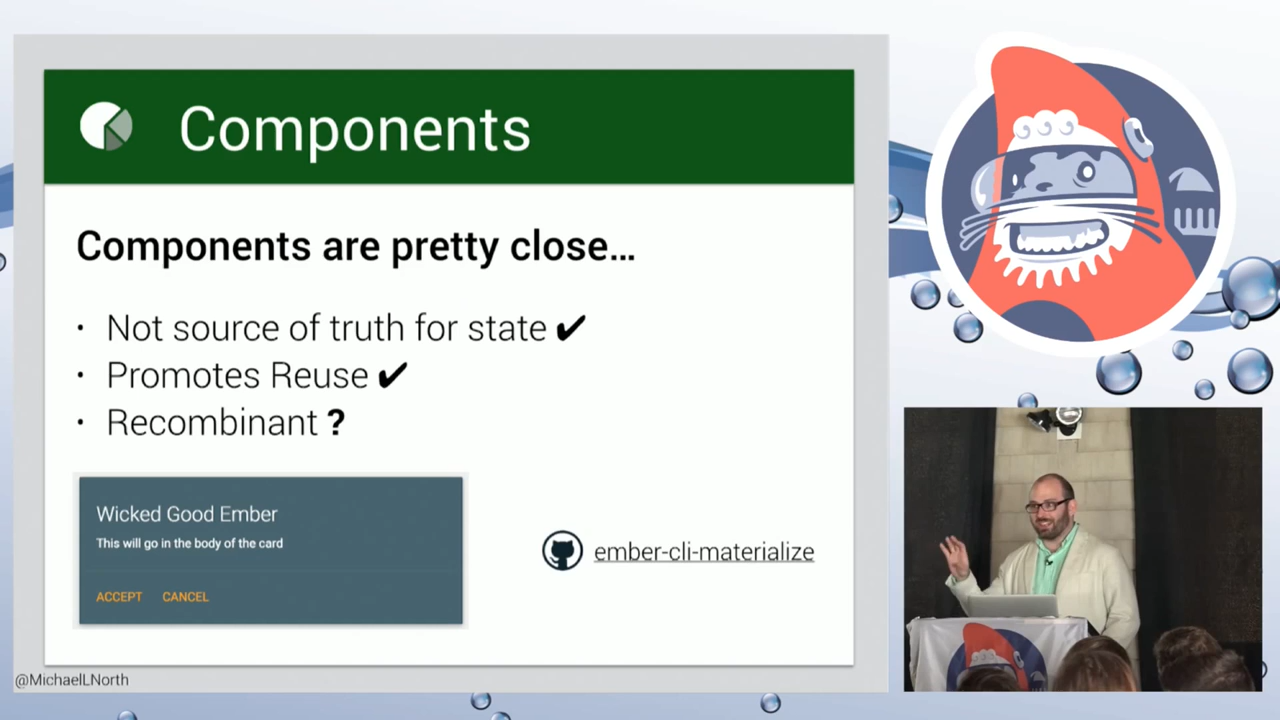 Components
Components are pretty close...
• Not source of truth for state ✔
• Promotes Reuse ✔
• Recombinant ?
Wicked Good Ember
This will go in the body of the card
ACCEPT CANCEL
ember-cli-materialize
@MichaelLNorth